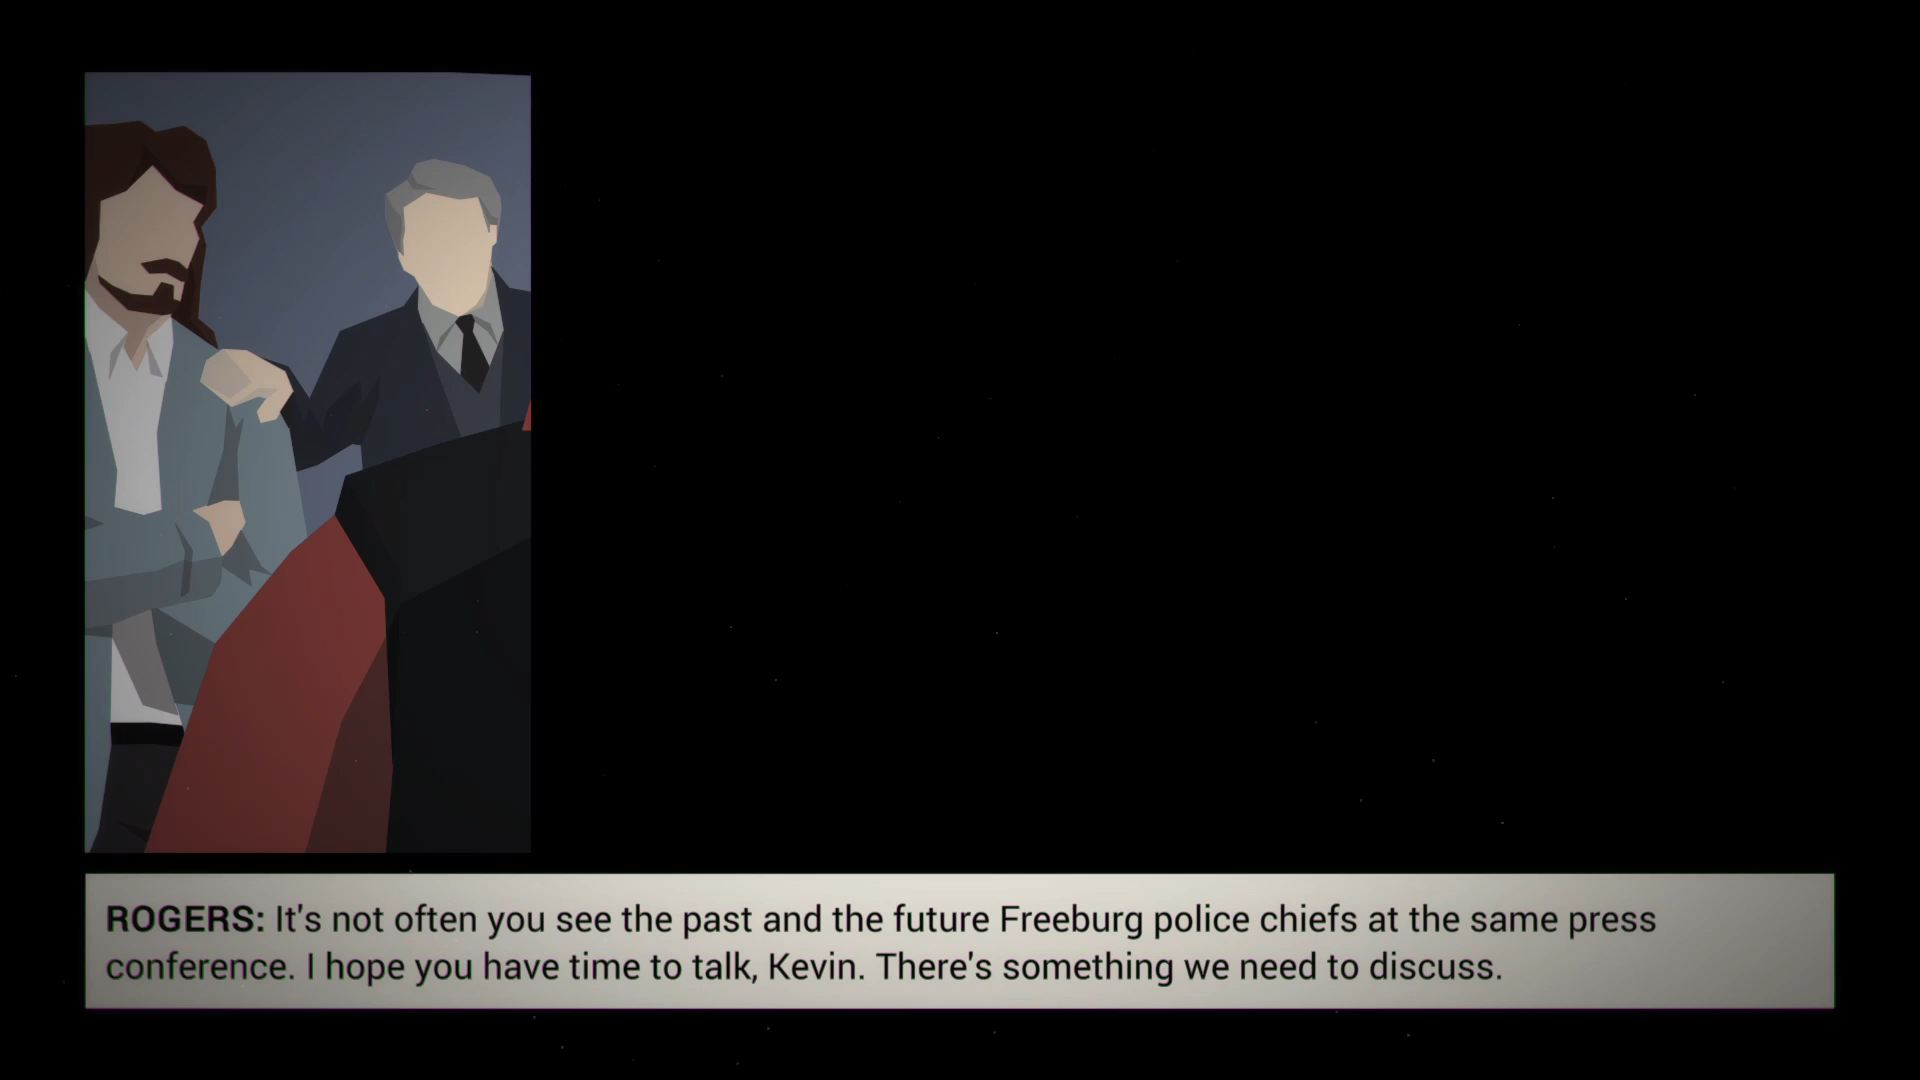 ROGERS: It's not often you see the past and the future Freeburg police chiefs at the same press
conference. I hope you have time to talk, Kevin. There's something we need to discuss.